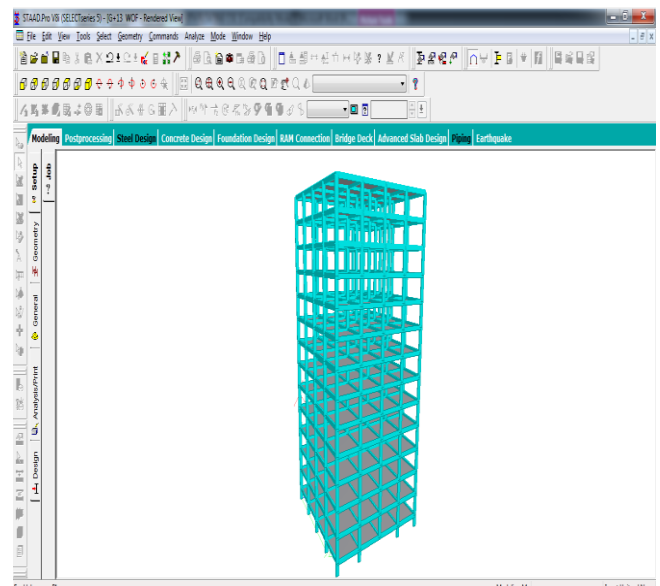 STAAD.Pro V8i (SELECTseries 5) - [G+13 WOF - Rendered View]
File Edit View Tools Select Geometry Commands Analyze Mode Window Help
Modeling Postprocessing Steel Design Concrete Design Foundation Design RAM Connection Bridge Deck Advanced Slab Design Piping Earthquake
Setup
Job
Geometry
General
Analysis/Print
Design